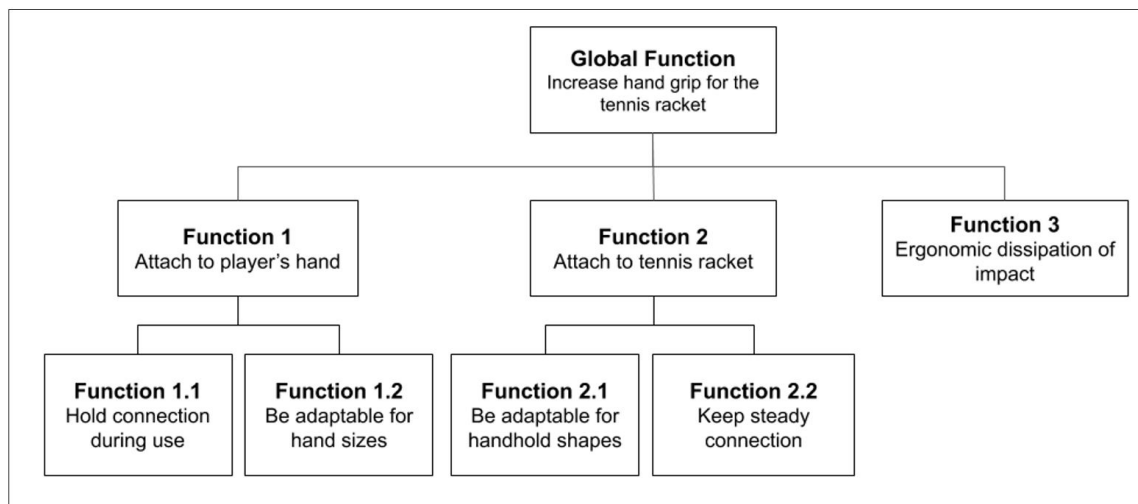 Global Function
Increase hand grip for the
tennis racket
Function 1
Attach to player's hand
Function 2
Attach to tennis racket
Function 3
Ergonomic dissipation of
impact
Function 1.1
Hold connection
during use
Function 1.2
Be adaptable for
hand sizes
Function 2.1
Be adaptable for
handhold shapes
Function 2.2
Keep steady
connection